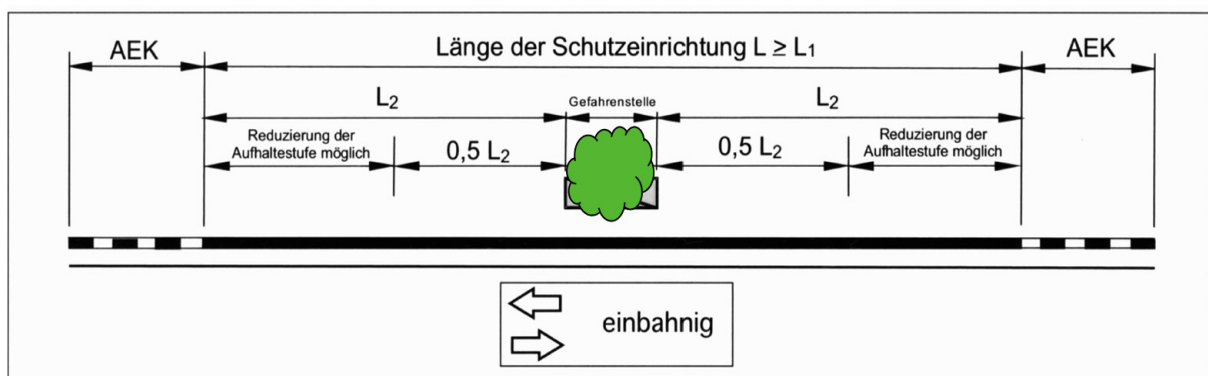 AEK
Länge der Schutzeinrichtung L ≥ L₁
AEK
L₂
Gefahrenstelle
L₂
Reduzierung der
Aufhaltestufe möglich
0,5 L₂
0,5 L₂
Reduzierung der
Aufhaltestufe möglich
einbahnig